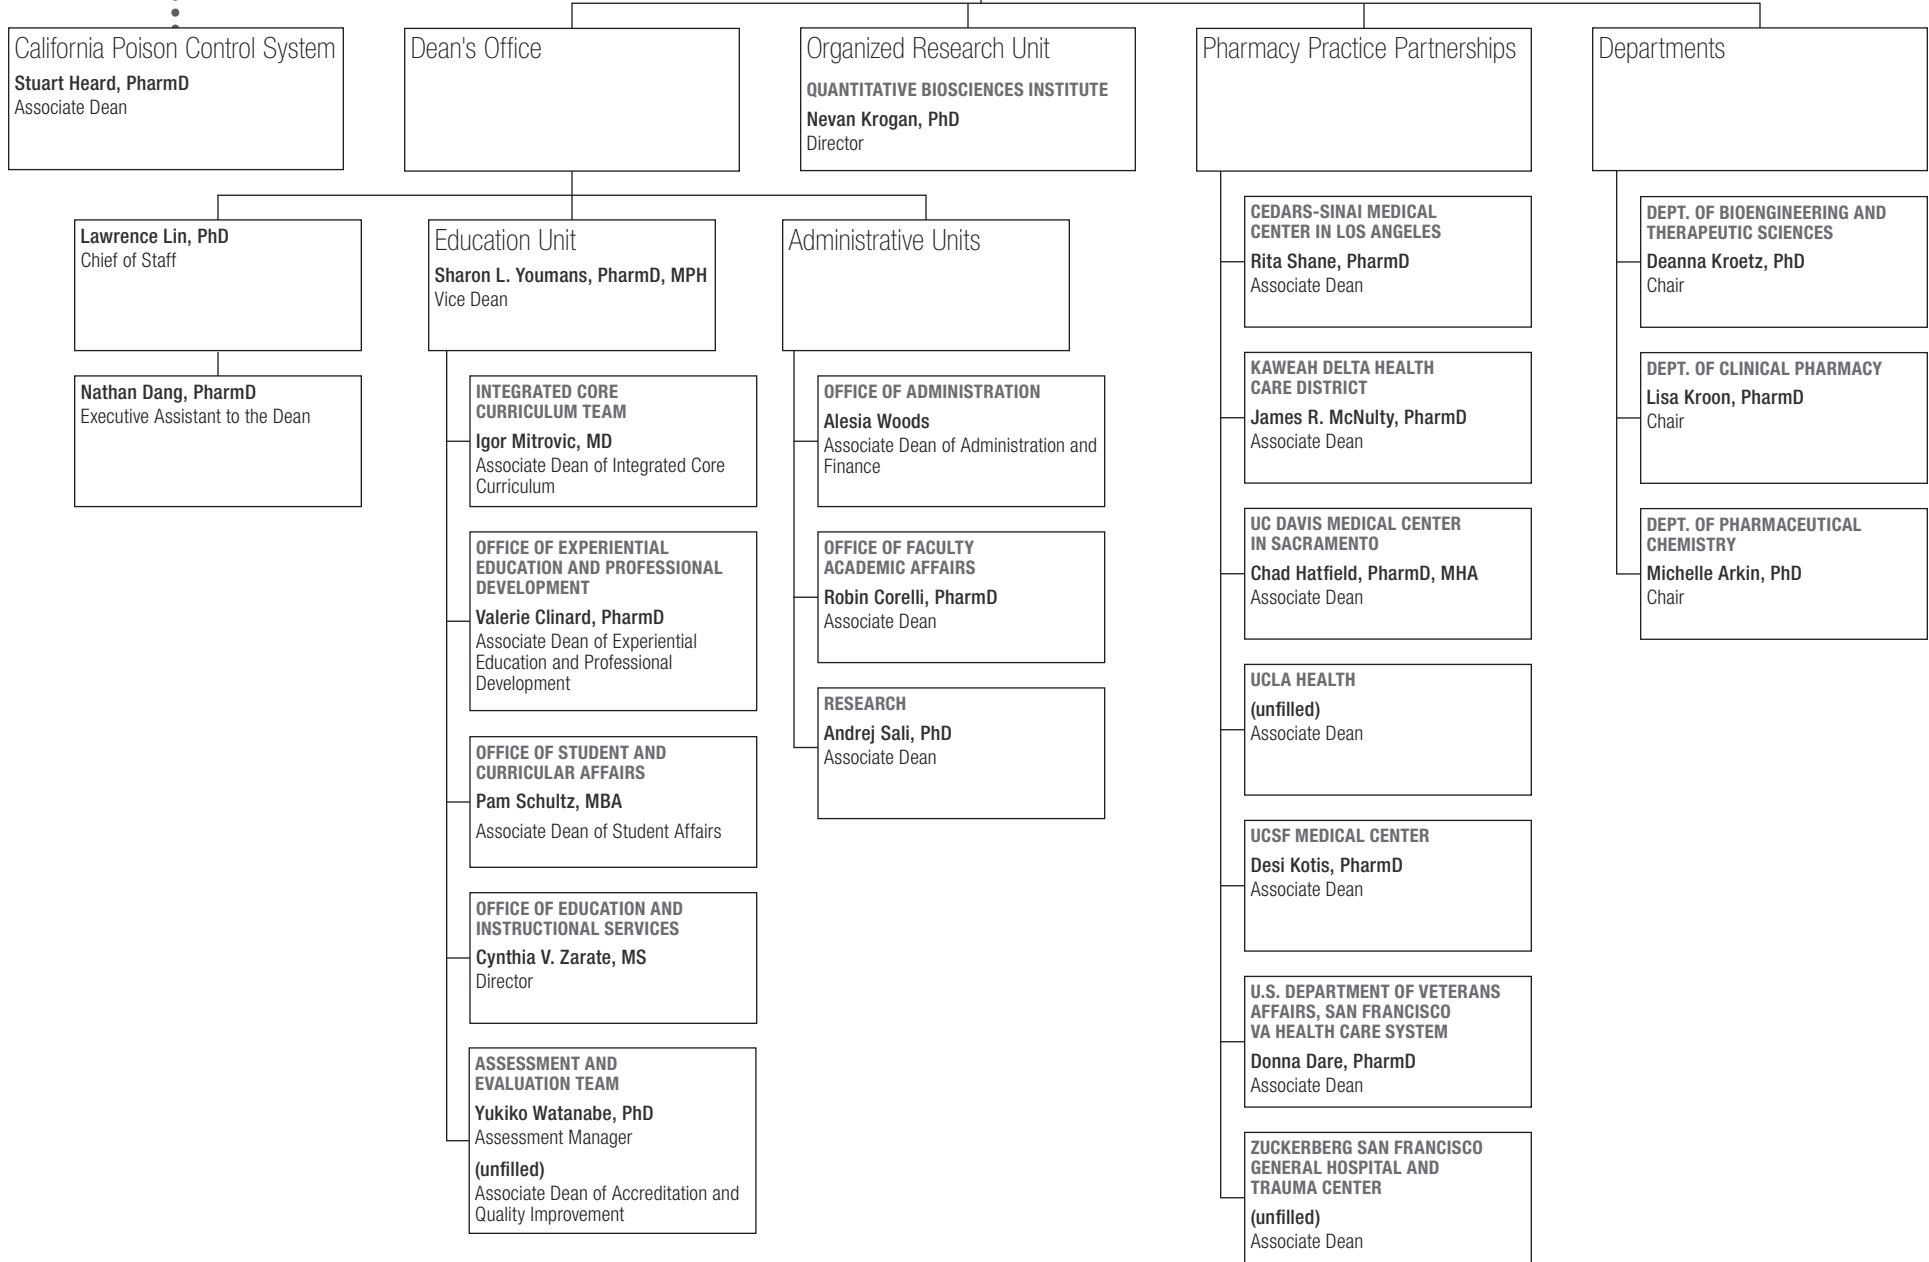 California Poison Control System
Stuart Heard, PharmD
Associate Dean
Dean's Office
Organized Research Unit
QUANTITATIVE BIOSCIENCES INSTITUTE
Nevan Krogan, PhD
Director
Pharmacy Practice Partnerships
Departments
Lawrence Lin, PhD
Chief of Staff
Nathan Dang, PharmD
Executive Assistant to the Dean
Education Unit
Sharon L. Youmans, PharmD, MPH
Vice Dean
INTEGRATED CORE
CURRICULUM TEAM
Igor Mitrovic, MD
Associate Dean of Integrated Core
Curriculum
OFFICE OF EXPERIENTIAL
EDUCATION AND PROFESSIONAL
DEVELOPMENT
Valerie Clinard, PharmD
Associate Dean of Experiential
Education and Professional
Development
OFFICE OF STUDENT AND
CURRICULAR AFFAIRS
Pam Schultz, MBA
Associate Dean of Student Affairs
OFFICE OF EDUCATION AND
INSTRUCTIONAL SERVICES
Cynthia V. Zarate, MS
Director
ASSESSMENT AND
EVALUATION TEAM
Yukiko Watanabe, PhD
Assessment Manager
(unfilled)
Associate Dean of Accreditation and
Quality Improvement
Administrative Units
OFFICE OF ADMINISTRATION
Alesia Woods
Associate Dean of Administration and
Finance
OFFICE OF FACULTY
ACADEMIC AFFAIRS
Robin Corelli, PharmD
Associate Dean
RESEARCH
Andrej Sali, PhD
Associate Dean
CEDARS-SINAI MEDICAL
CENTER IN LOS ANGELES
Rita Shane, PharmD
Associate Dean
KAWEAH DELTA HEALTH
CARE DISTRICT
James R. McNulty, PharmD
Associate Dean
UC DAVIS MEDICAL CENTER
IN SACRAMENTO
Chad Hatfield, PharmD, MHA
Associate Dean
UCLA HEALTH
(unfilled)
Associate Dean
UCSF MEDICAL CENTER
Desi Kotis, PharmD
Associate Dean
U.S. DEPARTMENT OF VETERANS
AFFAIRS, SAN FRANCISCO
VA HEALTH CARE SYSTEM
Donna Dare, PharmD
Associate Dean
ZUCKERBERG SAN FRANCISCO
GENERAL HOSPITAL AND
TRAUMA CENTER
(unfilled)
Associate Dean
DEPT. OF BIOENGINEERING AND
THERAPEUTIC SCIENCES
Deanna Kroetz, PhD
Chair
DEPT. OF CLINICAL PHARMACY
Lisa Kroon, PharmD
Chair
DEPT. OF PHARMACEUTICAL
CHEMISTRY
Michelle Arkin, PhD
Chair